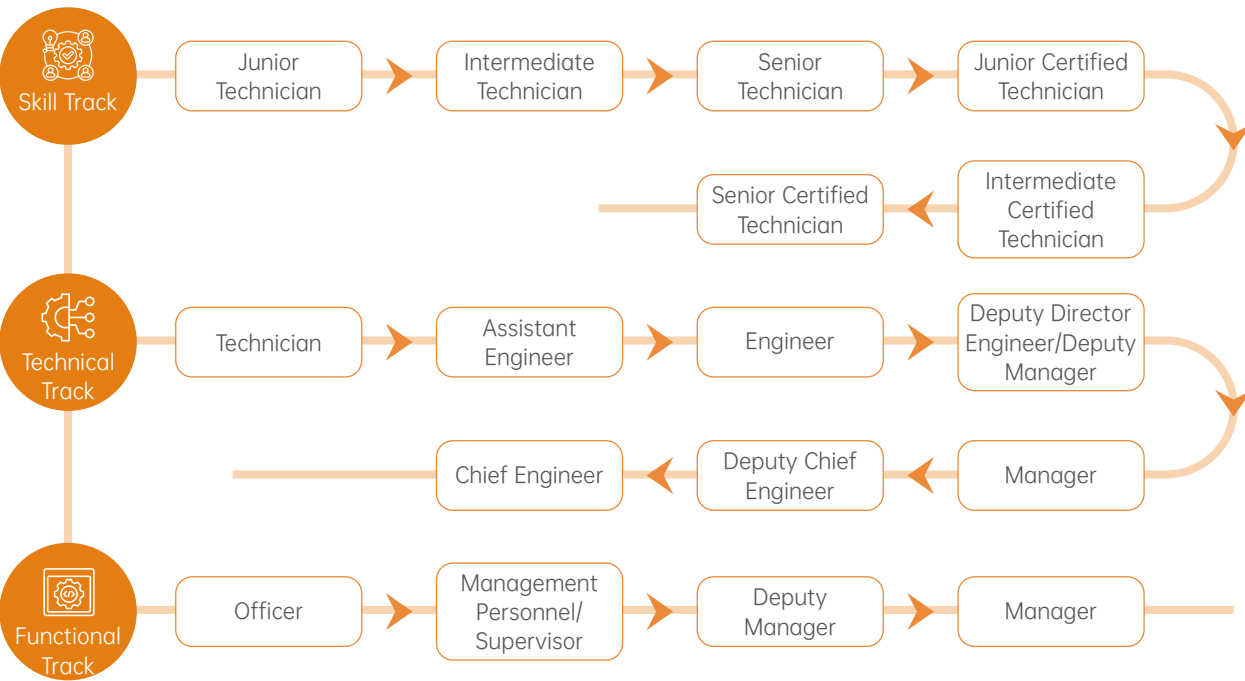 Skill Track
Junior
Technician
Intermediate
Technician
Senior
Technician
Junior Certified
Technician
Intermediate
Certified
Technician
Senior Certified
Technician
Technical
Track
Technician
Assistant
Engineer
Engineer
Deputy Director
Engineer/Deputy
Manager
Manager
Deputy Chief
Engineer
Chief Engineer
Functional
Track
Officer
Management
Personnel/
Supervisor
Deputy
Manager
Manager